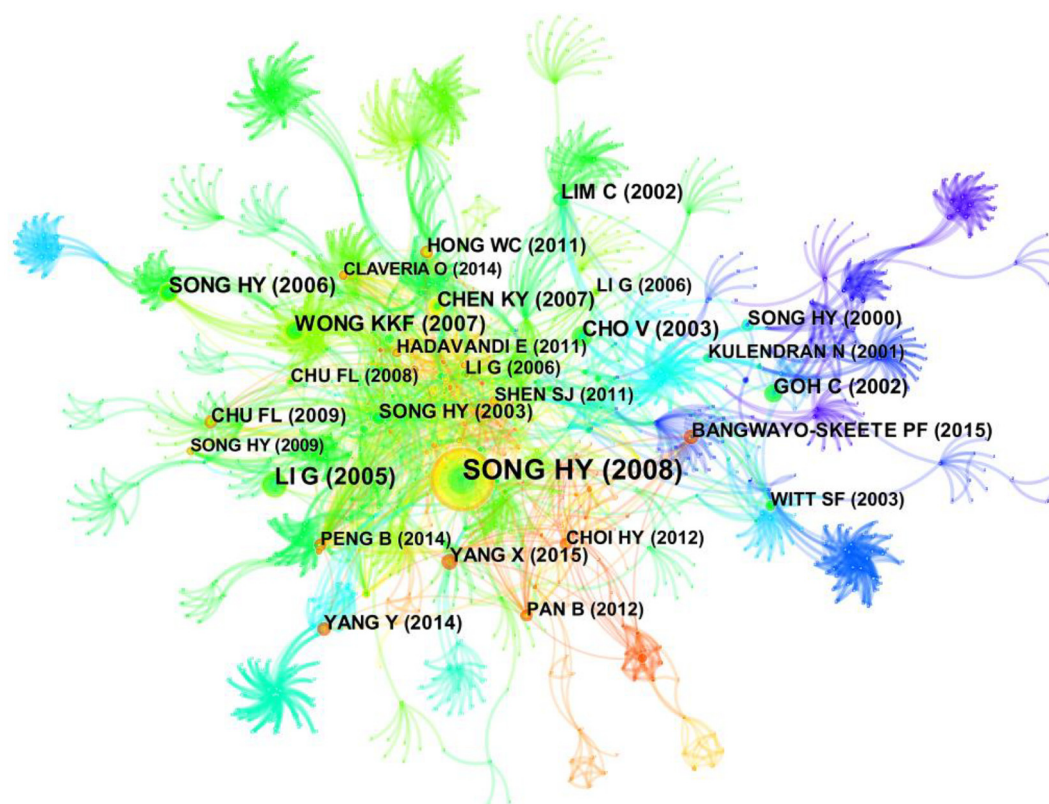 LIM C (2002)
HONG WC (2011)
CLAVERIA O (2014)
SONG HY (2006)
LI G (2006)
CHEN KY (2007)
WONG KKF (2007)
CHO V (2003)
SONG HY (2000)
HADAVANDI E (2011)
KULENDRAN N (2001)
LI G (2006)
CHU FL (2008)
GOH C (2002)
SHEN SJ (2011)
CHU FL (2009)
SONG HY (2003)
BANGWAYO-SKEETE PF (2015)
SONG HY (2009)
LI G (2005)
SONG HY (2008)
WITT SF (2003)
PENG B (2014)
CHOI HY (2012)
YANG X (2015)
PAN B (2012)
YANG Y (2014)